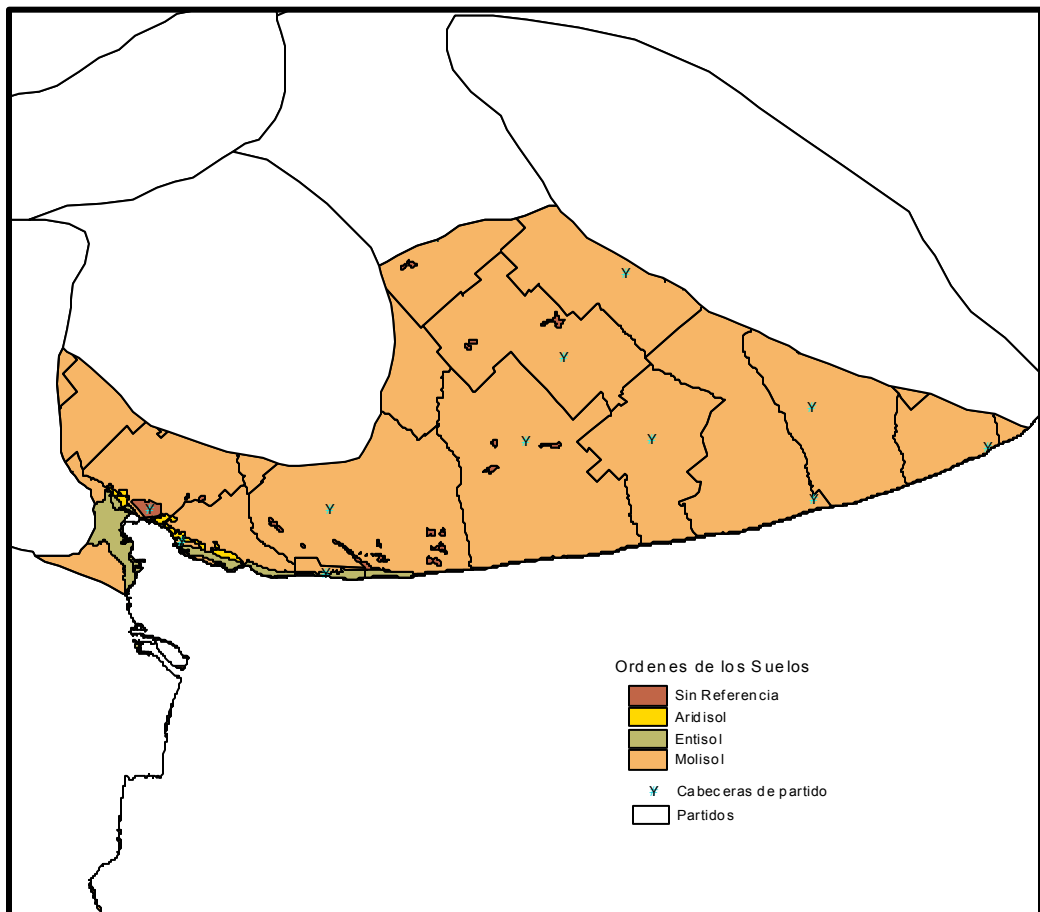 Ordenes de los Suelos
Sin Referencia
Aridisol
Entisol
Molisol
Cabeceras de partido
Partidos